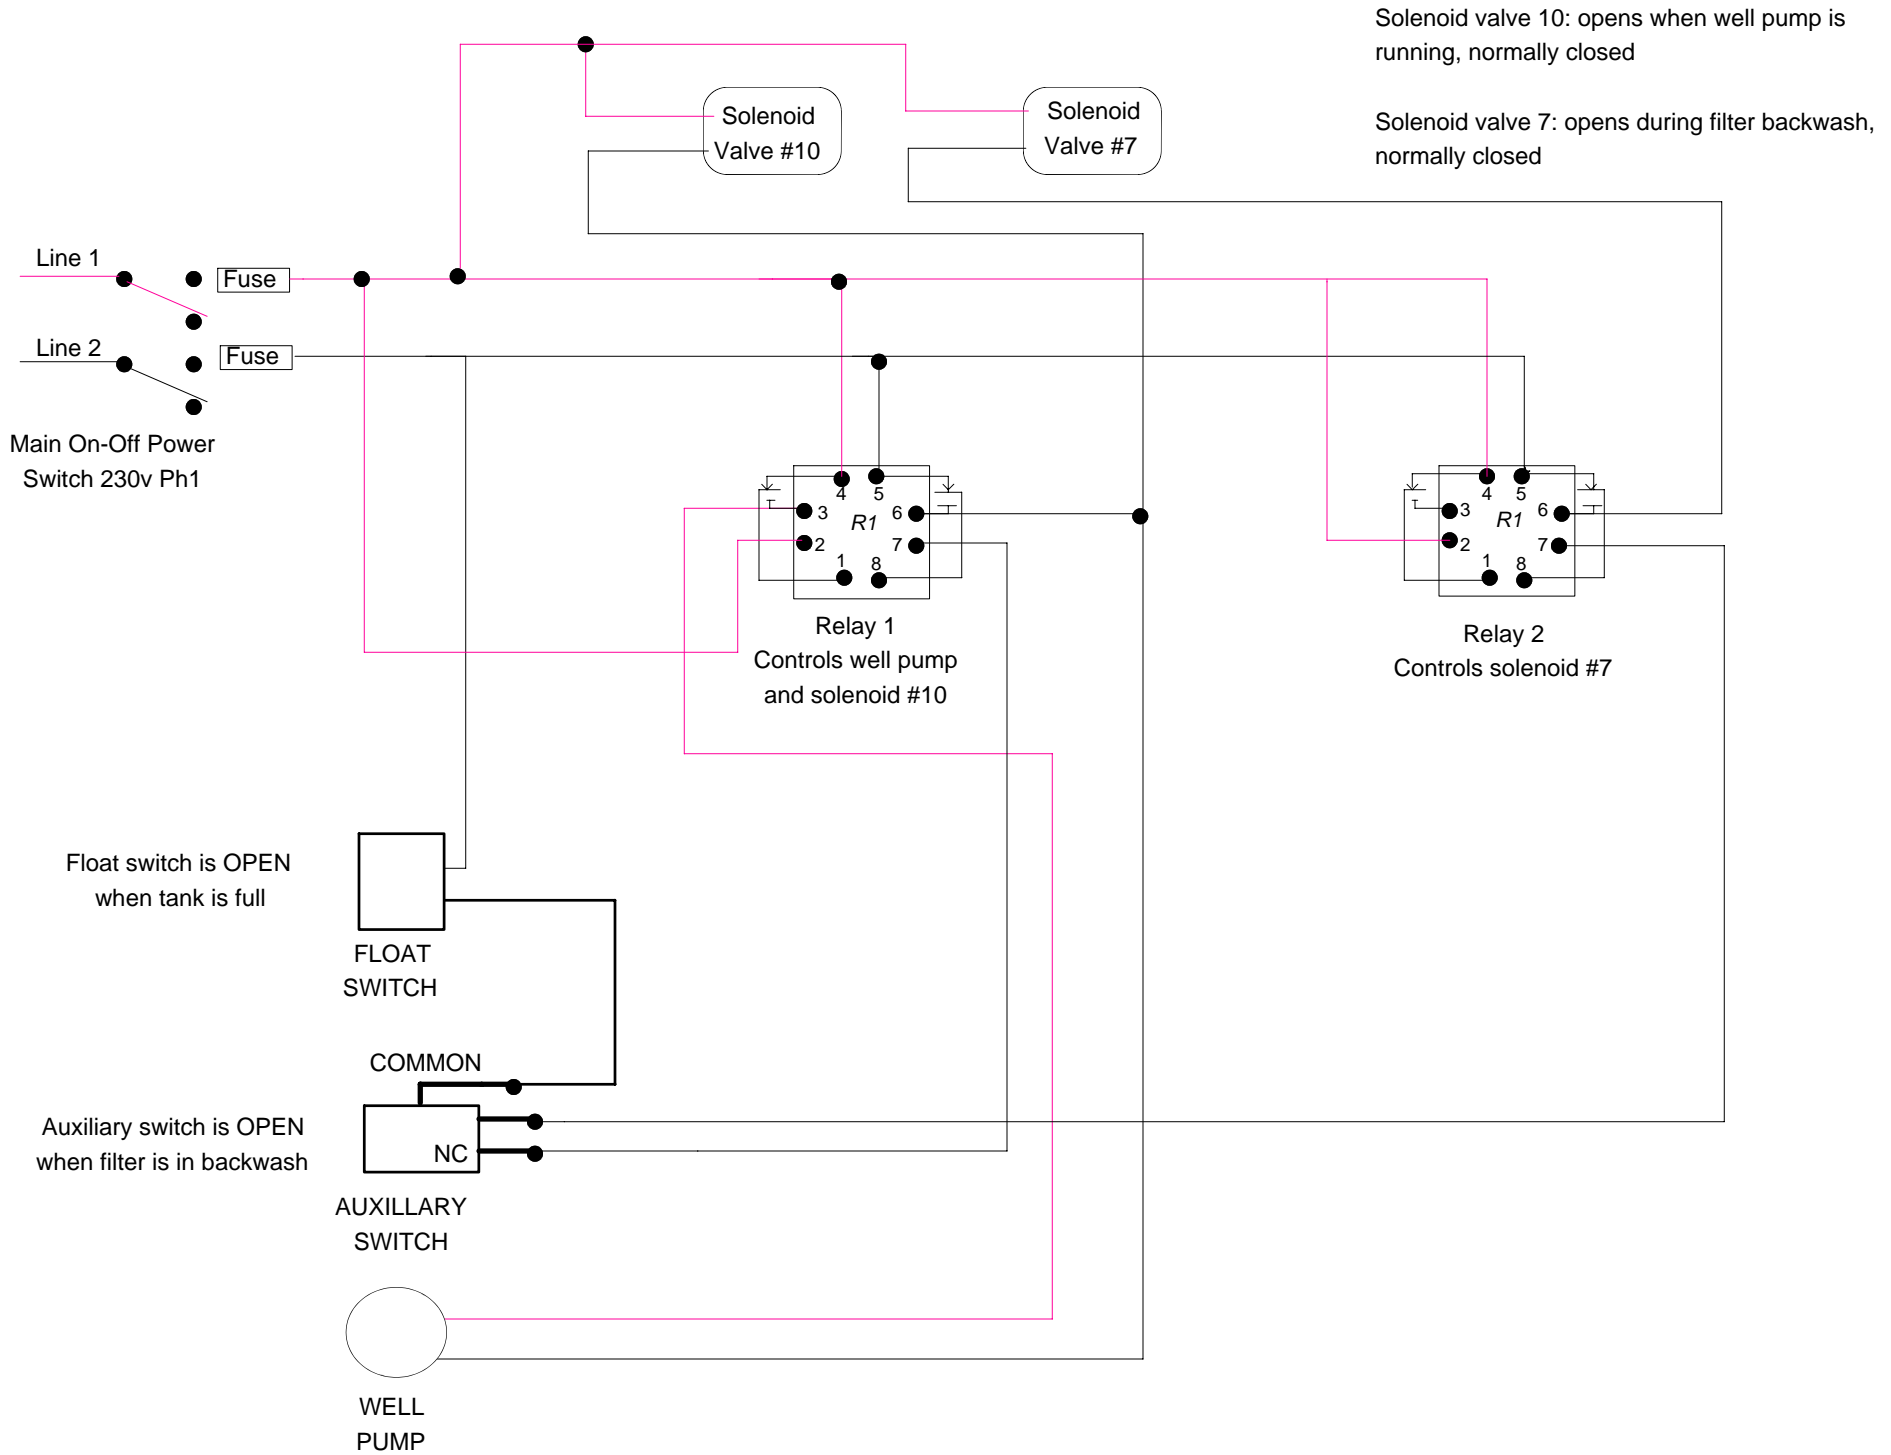 Solenoid valve 10: opens when well pump is
running, normally closed
Solenoid valve 7: opens during filter backwash,
normally closed
Solenoid
Valve #10
Solenoid
Valve #7
Line 1
Fuse
Line 2
Fuse
Main On-Off Power
Switch 230v Ph1
4 5
3 R1 6
2 7
1 8
Relay 1
Controls well pump
and solenoid #10
4 5
3 R1 6
2 7
1 8
Relay 2
Controls solenoid #7
Float switch is OPEN
when tank is full
FLOAT
SWITCH
COMMON
Auxiliary switch is OPEN
when filter is in backwash
NC
AUXILLARY
SWITCH
WELL
PUMP